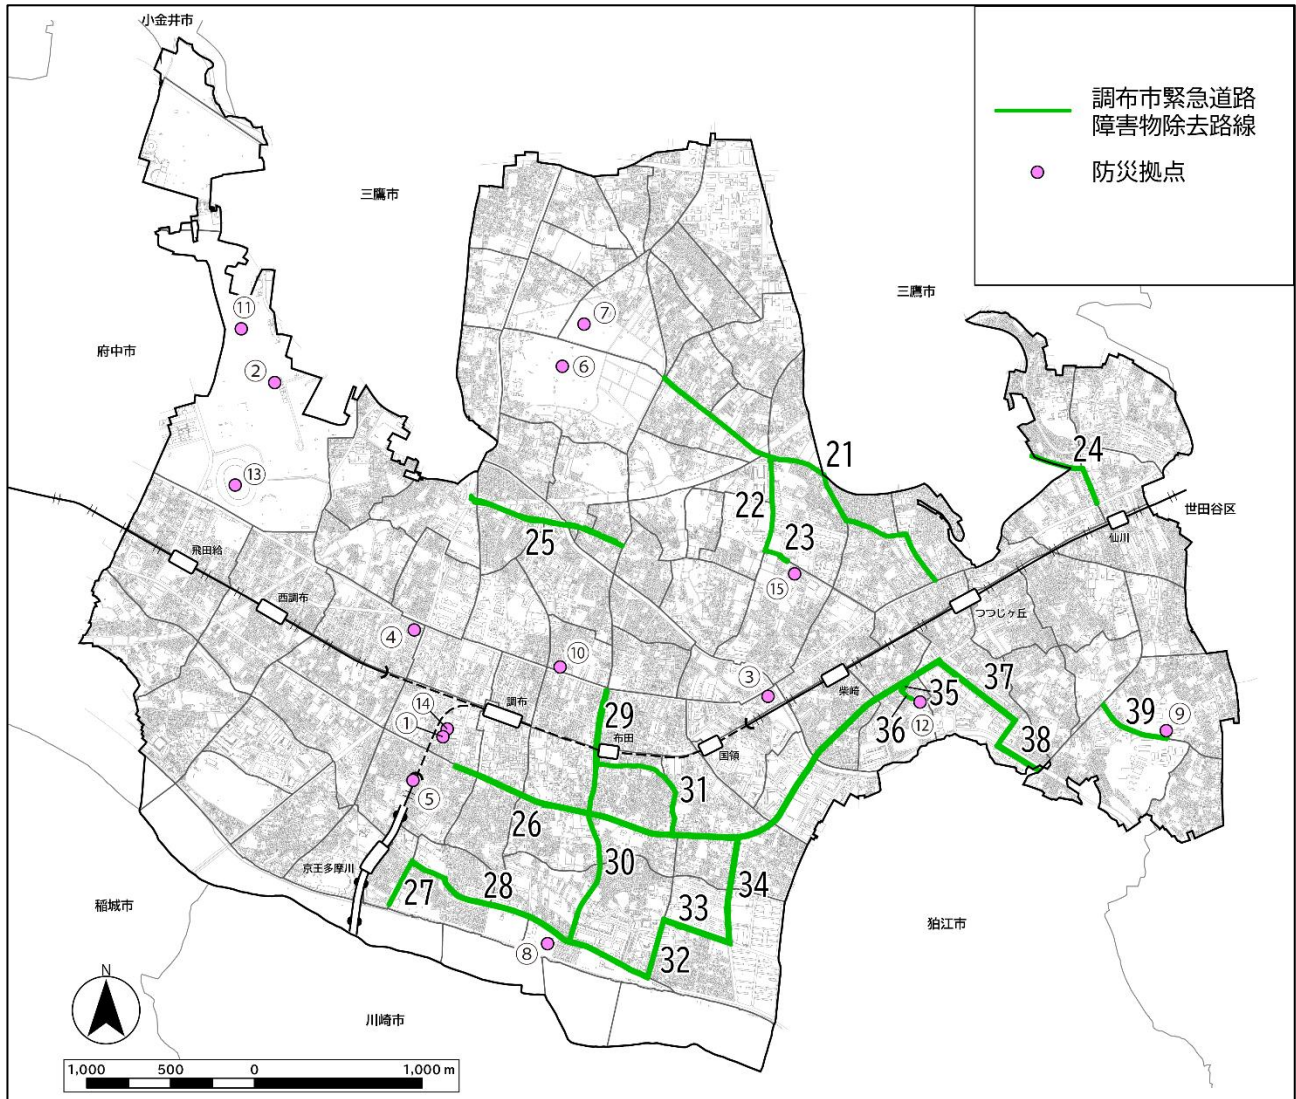 小金井市
調布市緊急道路
障害物除去路線
防災拠点
三鷹市
三鷹市
府中市
⑪
⑦
②
⑥
⑬
21
24
22
世田谷区
仙川
25
23
飛田給
⑮
西調布
つつじヶ丘
④
⑩
37
③
柴崎
35
調布
29
36
⑫
39
⑨
⑭
①
布田
国領
38
⑤
31
26
京王多摩川
30
34
27
28
33
稲城市
狛江市
⑧
32
N
川崎市
1,000 500 0 1,000 m